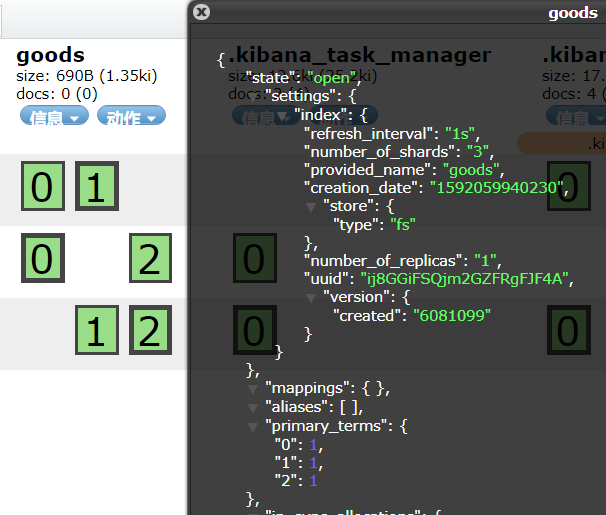 goods
goods
size: 690B (1.35ki)
docs: 0 (0)
信息 动作
0 1
0 2
1 2
.kibana_task_manager
信息
0
0
.kibar
size: 17.
docs: 4 (
.ki
0
0
{
"state": "open",
"settings": {
"index": {
"refresh_interval": "1s",
"number_of_shards": "3",
"provided_name": "goods",
"creation_date": "1592059940230",
"store": {
"type": "fs"
},
"number_of_replicas": "1",
"uuid": "ij8GGiFSQjm2GZFRgFJF4A",
"version": {
"created": "6081099"
}
}
},
"mappings": { },
"aliases": [ ],
"primary_terms": {
"0": 1,
"1": 1,
"2": 1
},
"in_sync_allocations": {